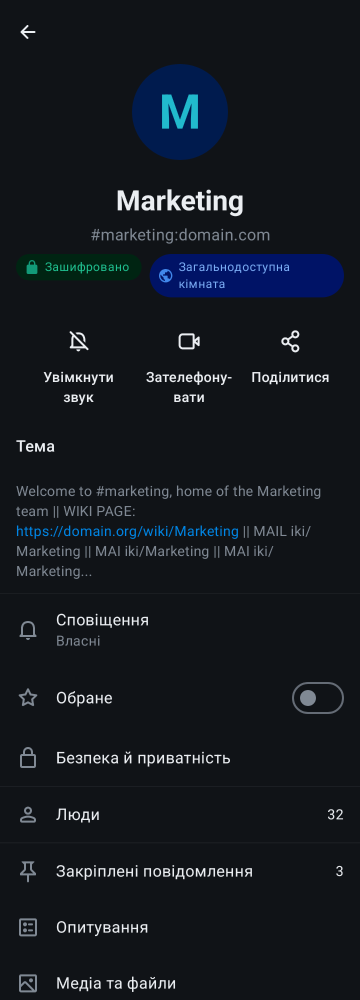 M
Marketing
#marketing:domain.com
Зашифровано
Загальнодоступна
кімната
Увімкнути
звук
Зателефону-
вати
Поділитися
Тема
Welcome to #marketing, home of the Marketing
team || WIKI PAGE:
https://domain.org/wiki/Marketing || MAIL iki/
Marketing || MAI iki/Marketing || MAI iki/
Marketing...
Сповіщення
Власні
Обране
Безпека й приватність
Люди 32
Закріплені повідомлення 3
Опитування
Медіа та файли